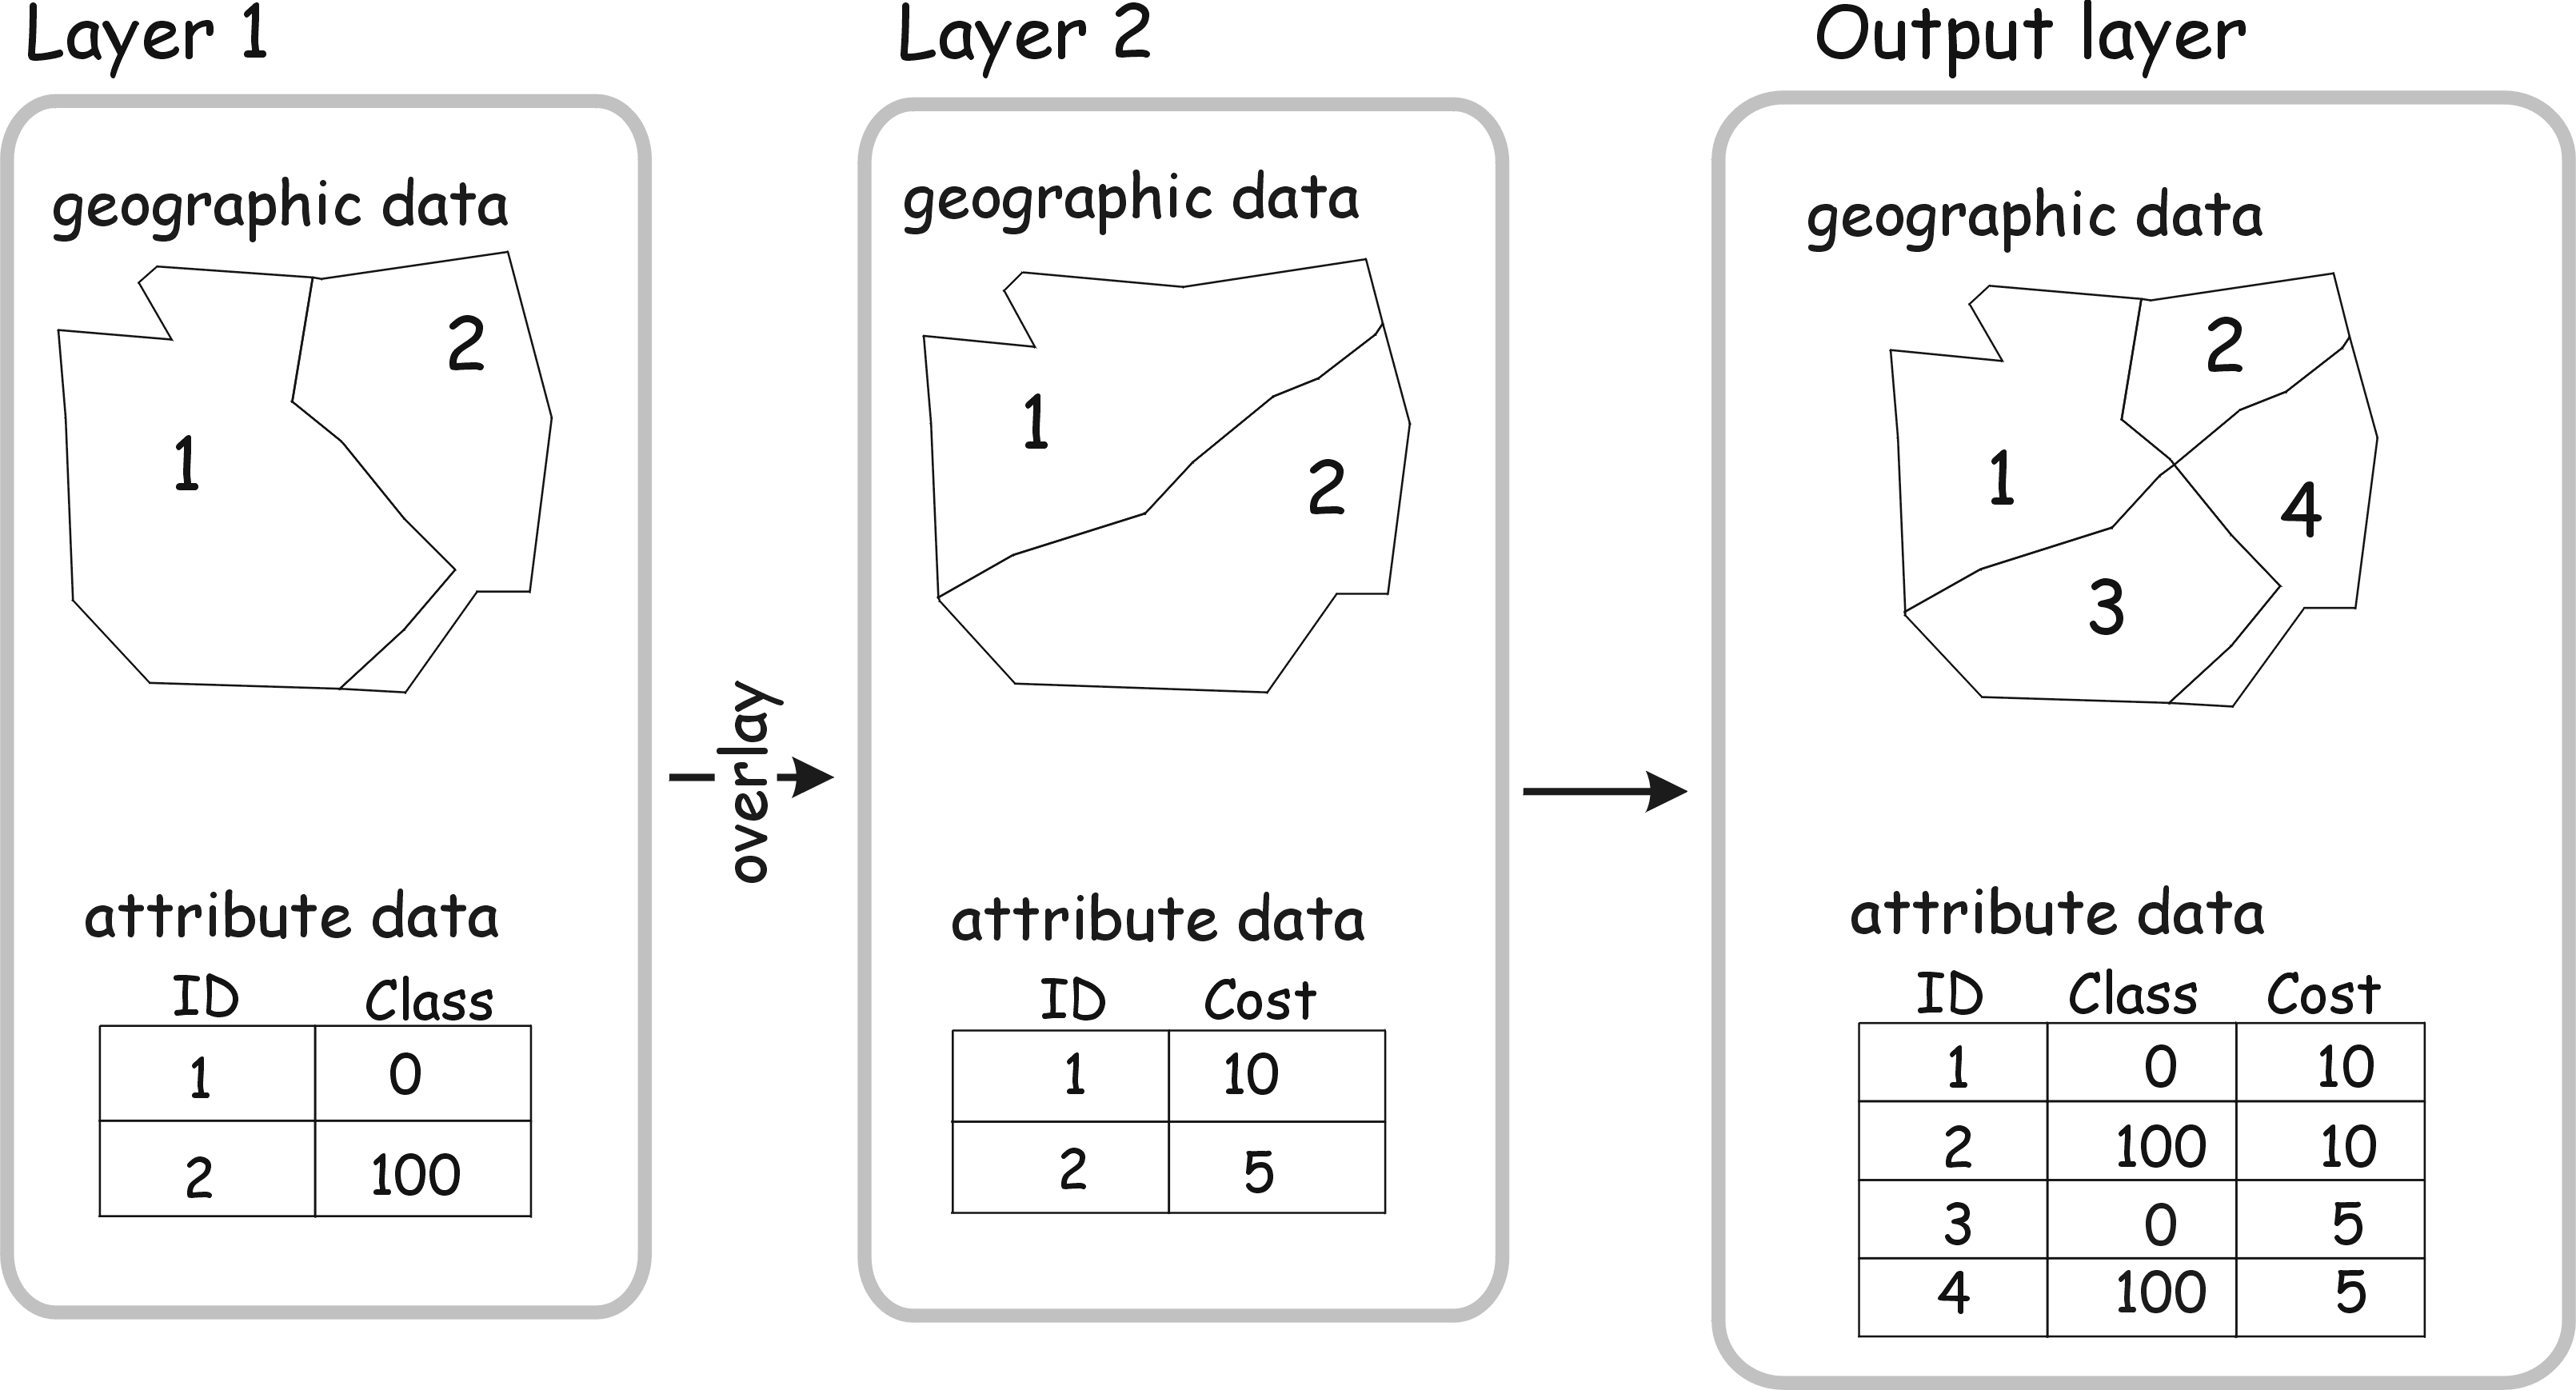 Layer 1
geographic data
1
2
attribute data
ID Class
1 0
2 100
overlay
Layer 2
geographic data
1
2
attribute data
ID Cost
1 10
2 5
Output layer
geographic data
2
1
4
3
attribute data
ID Class Cost
1 0 10
2 100 10
3 0 5
4 100 5